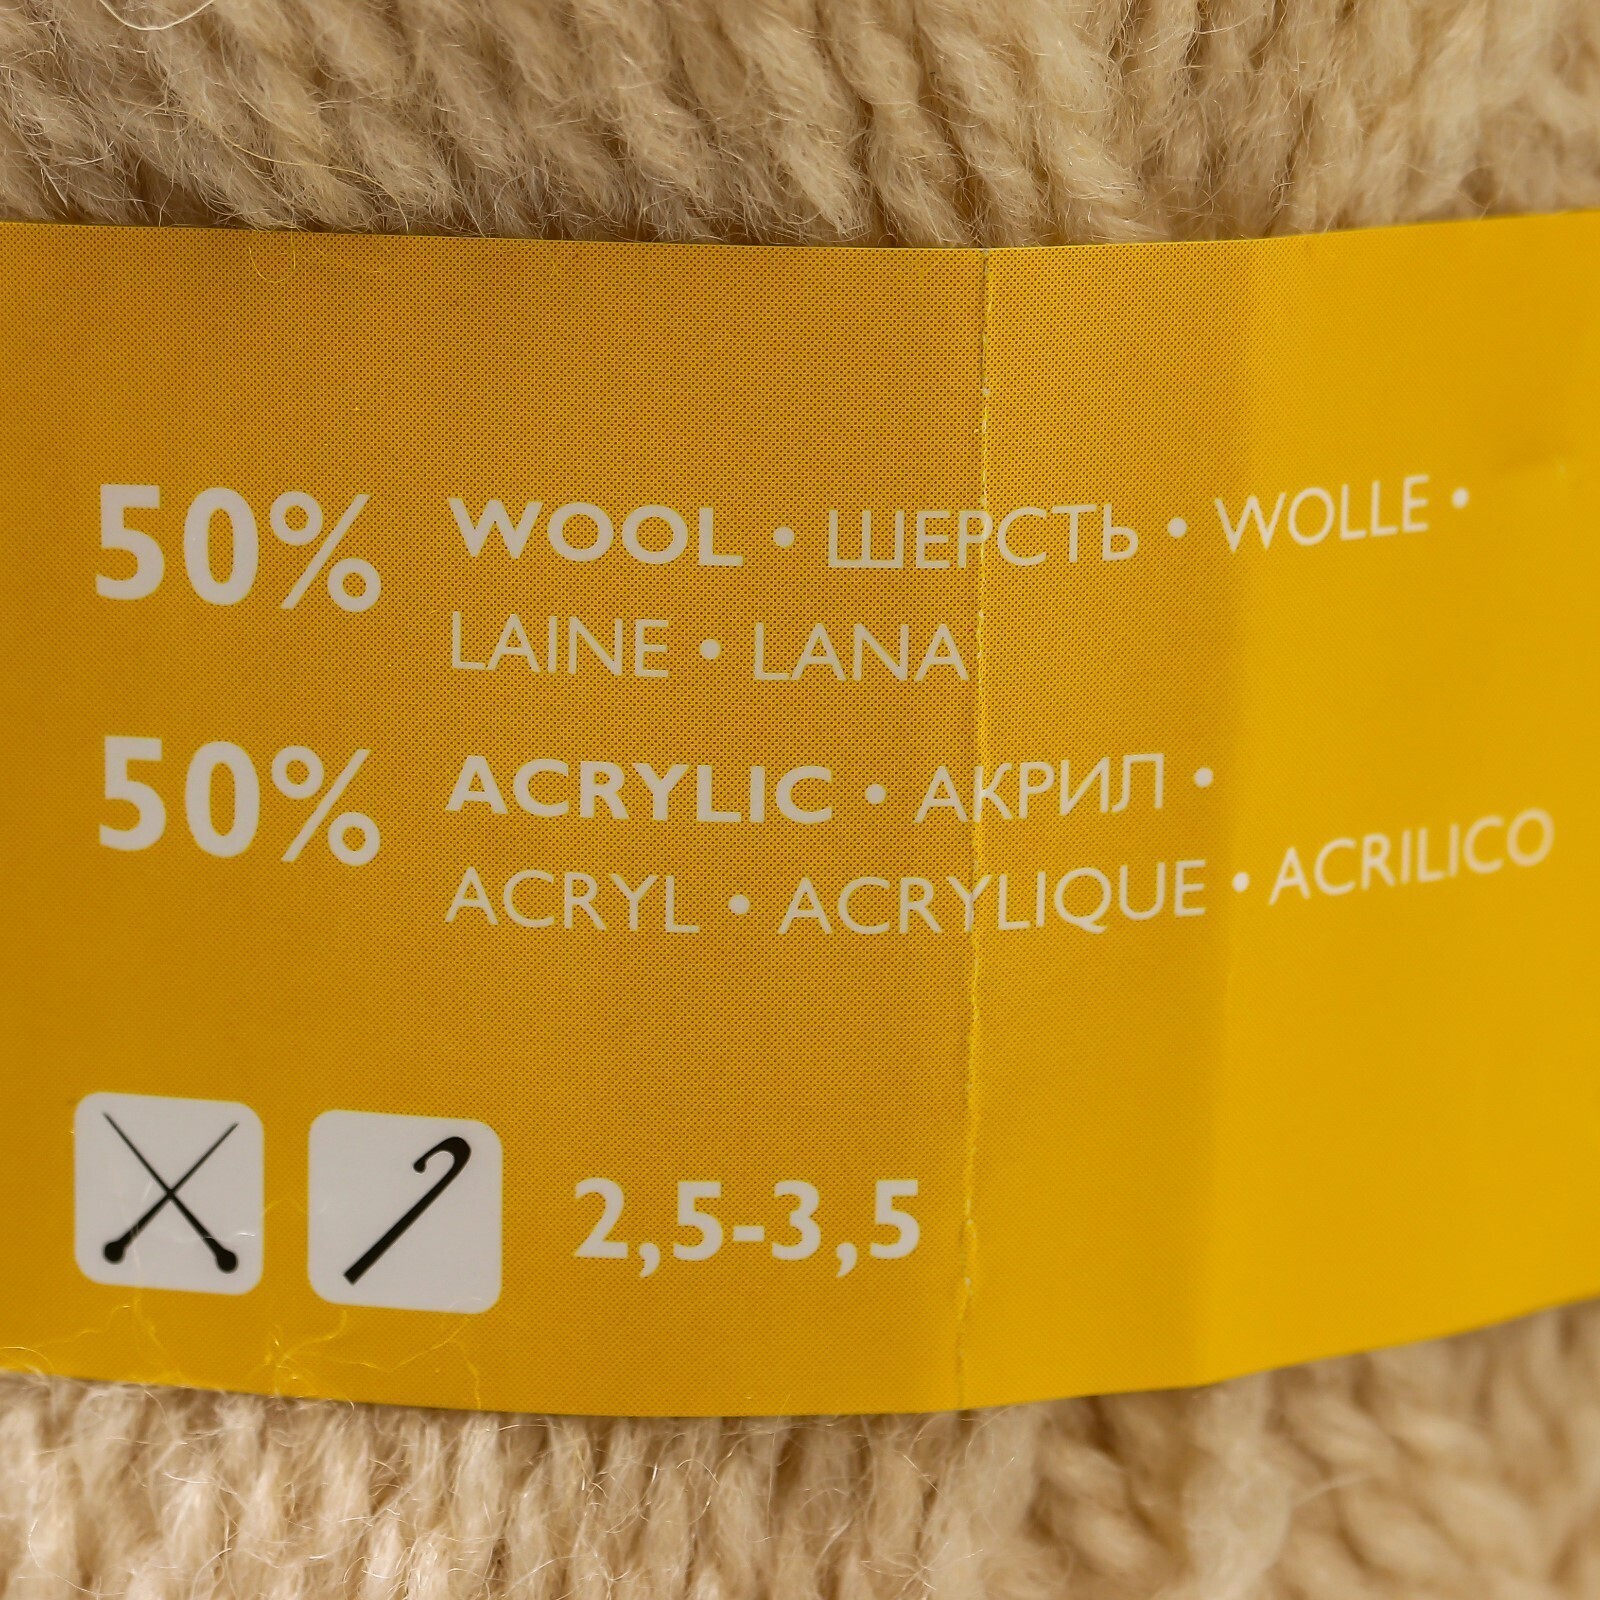 50% WOOL • ШЕРСТЬ • WOLLE •
LAINE • LANA
50% ACRYLIC • АКРИЛ •
ACRYL • ACRYLIQUE • ACRILICO
2,5-3,5